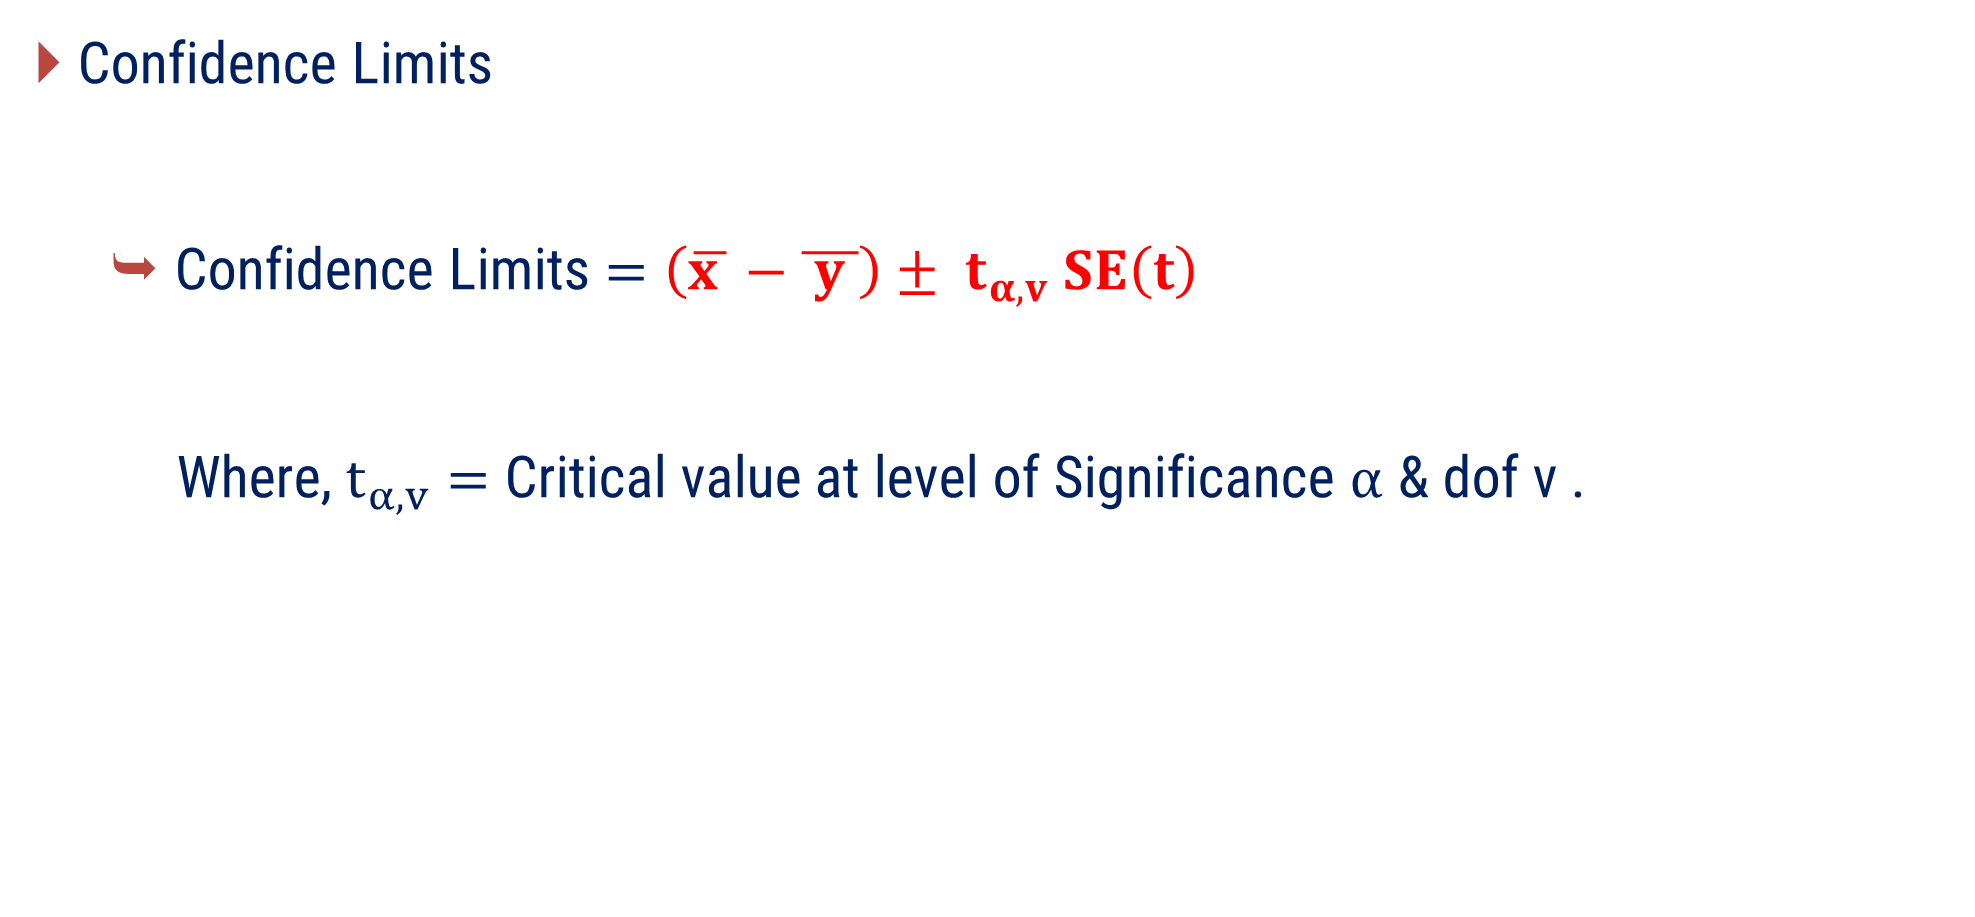 Confidence Limits
Confidence Limits = (x̅ − y̅) ± t_α,v SE(t)
Where, t_α,v = Critical value at level of Significance α & dof v .